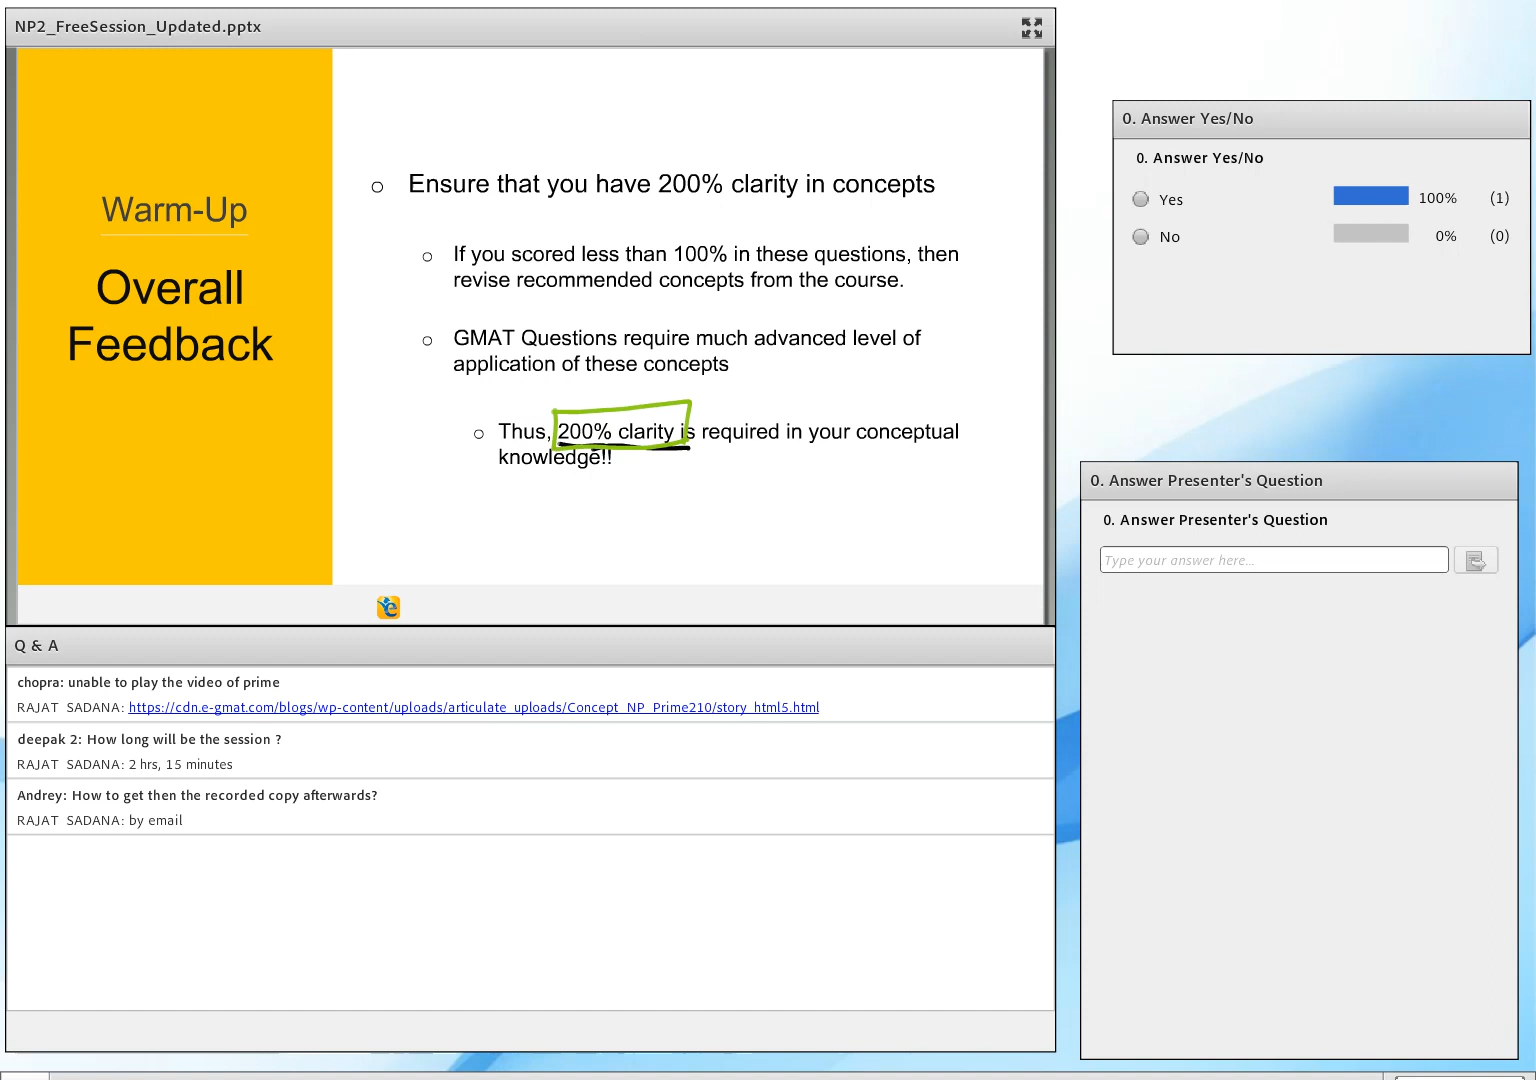 NP2_FreeSession_Updated.pptx
Warm-Up
Overall
Feedback
Ensure that you have 200% clarity in concepts
If you scored less than 100% in these questions, then
revise recommended concepts from the course.
GMAT Questions require much advanced level of
application of these concepts
Thus, 200% clarity is required in your conceptual
knowledge!!
Q & A
chopra: unable to play the video of prime
RAJAT SADANA: https://cdn.e-gmat.com/blogs/wp-content/uploads/articulate_uploads/Concept_NP_Prime210/story_html5.html
deepak 2: How long will be the session ?
RAJAT SADANA: 2 hrs, 15 minutes
Andrey: How to get then the recorded copy afterwards?
RAJAT SADANA: by email
0. Answer Yes/No
0. Answer Yes/No
Yes 100% (1)
No 0% (0)
0. Answer Presenter's Question
0. Answer Presenter's Question
Type your answer here...